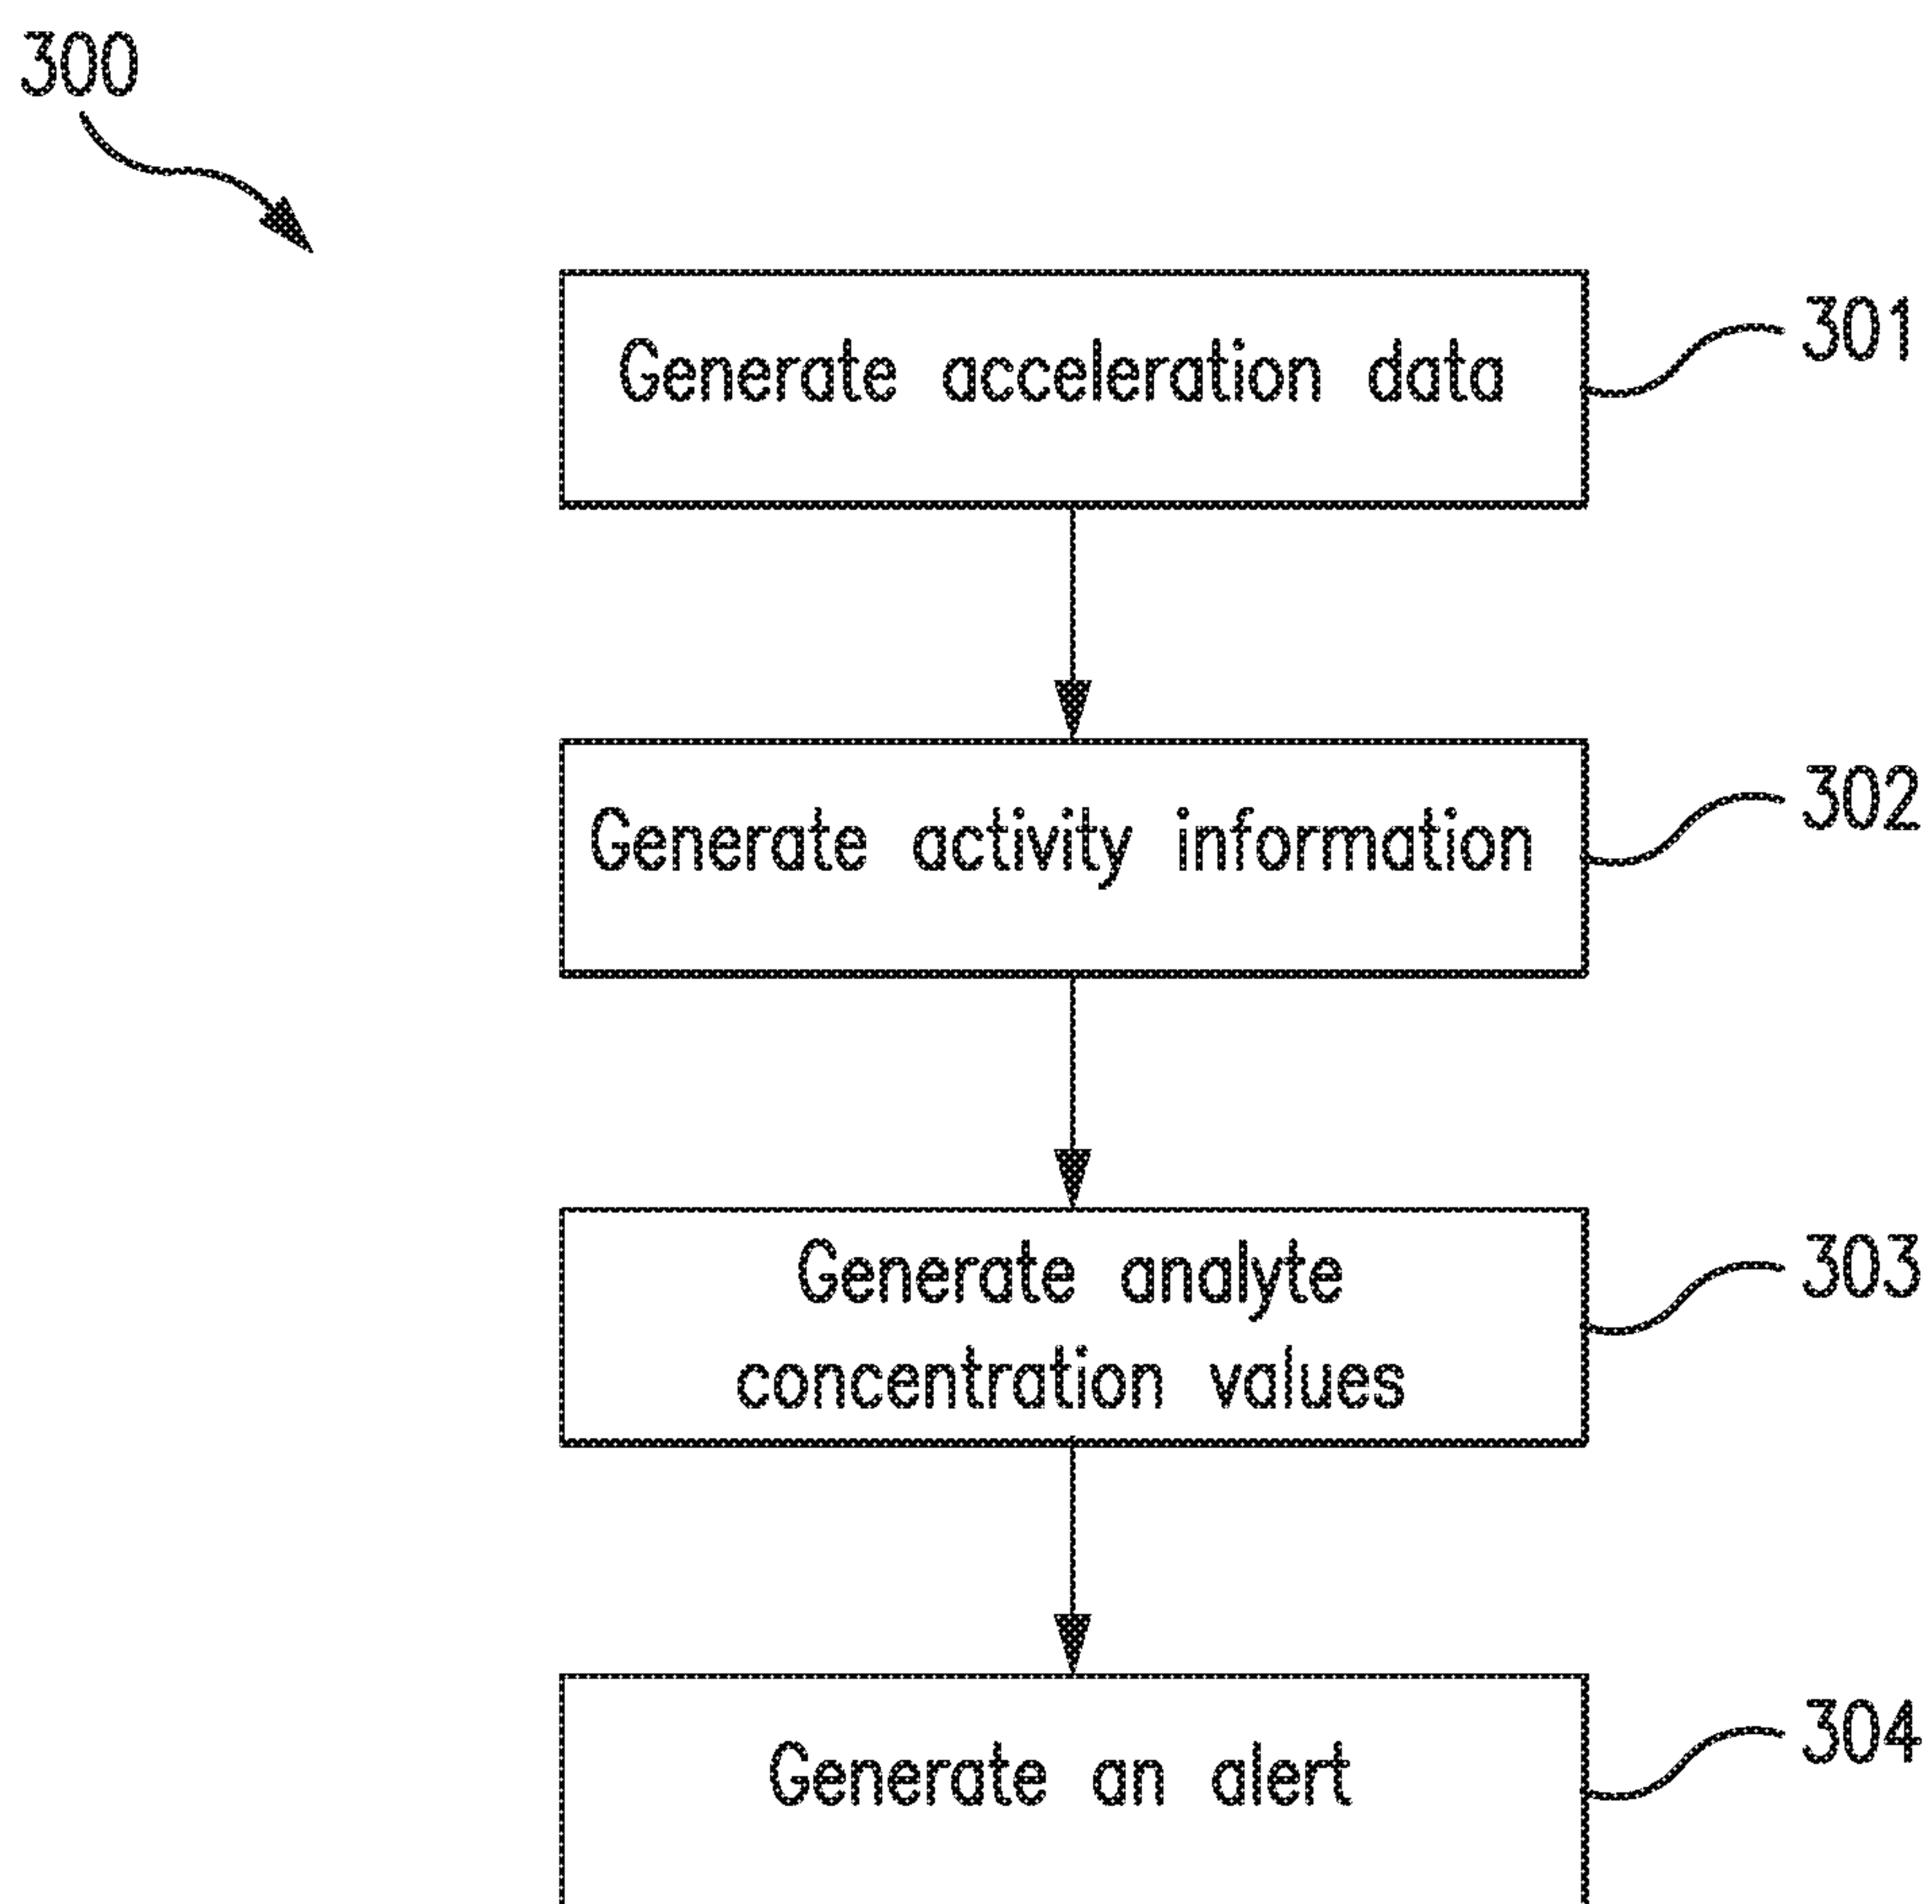 300
Generate acceleration data
301
Generate activity information
302
Generate analyte
concentration values
303
Generate an alert
304